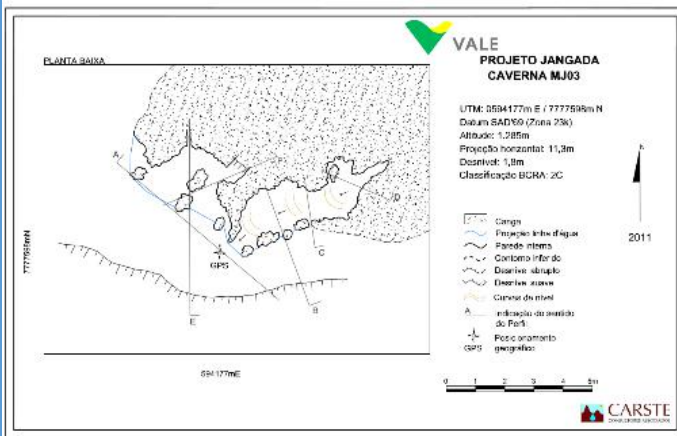 VALE
PLANTA BAIXA
PROJETO JANGADA
CAVERNA MJ03
UTM: 0594177m E / 7777598m N
Datum SAD'69 (Zona 23k)
Altitude: 1.285m
Projeção horizontal: 11,3m
Desnível: 1,8m
Classificação BCRA: 2C
N
2011
Canga
Projeção linha d'água
Parede interna
Contorno inferido
Desnível abrupto
Desnível suave
Curvas de nível
A
Indicação do sentido
do Perfil
GPS
Posicionamento
geográfico
A
D
C
GPS
B
E
7777598mN
594177mE
0 1 2 3 4 5m
CARSTE